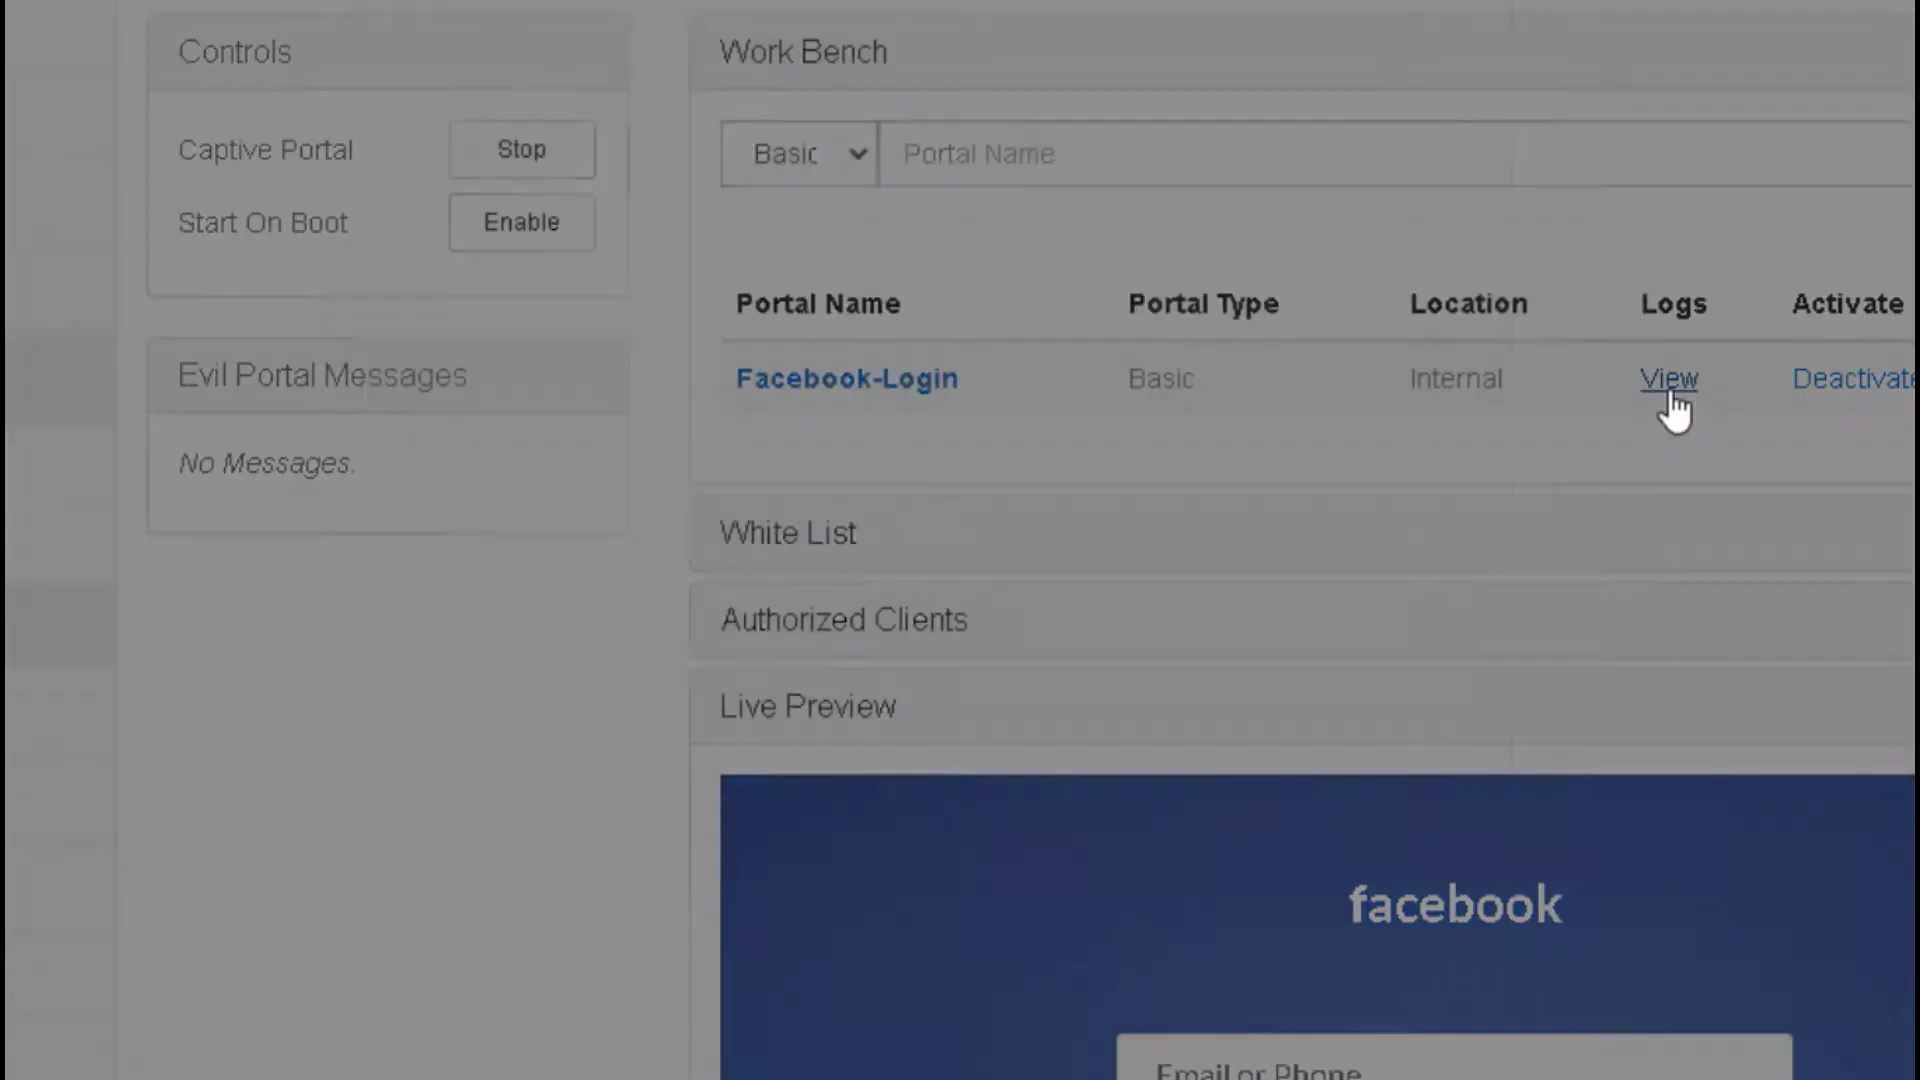 Controls
Captive Portal
Stop
Start On Boot
Enable
Evil Portal Messages
No Messages.
Work Bench
Basic
Portal Name
Portal Name Portal Type Location Logs Activate
Facebook-Login Basic Internal View Deactivate
White List
Authorized Clients
Live Preview
facebook
Email or Phone